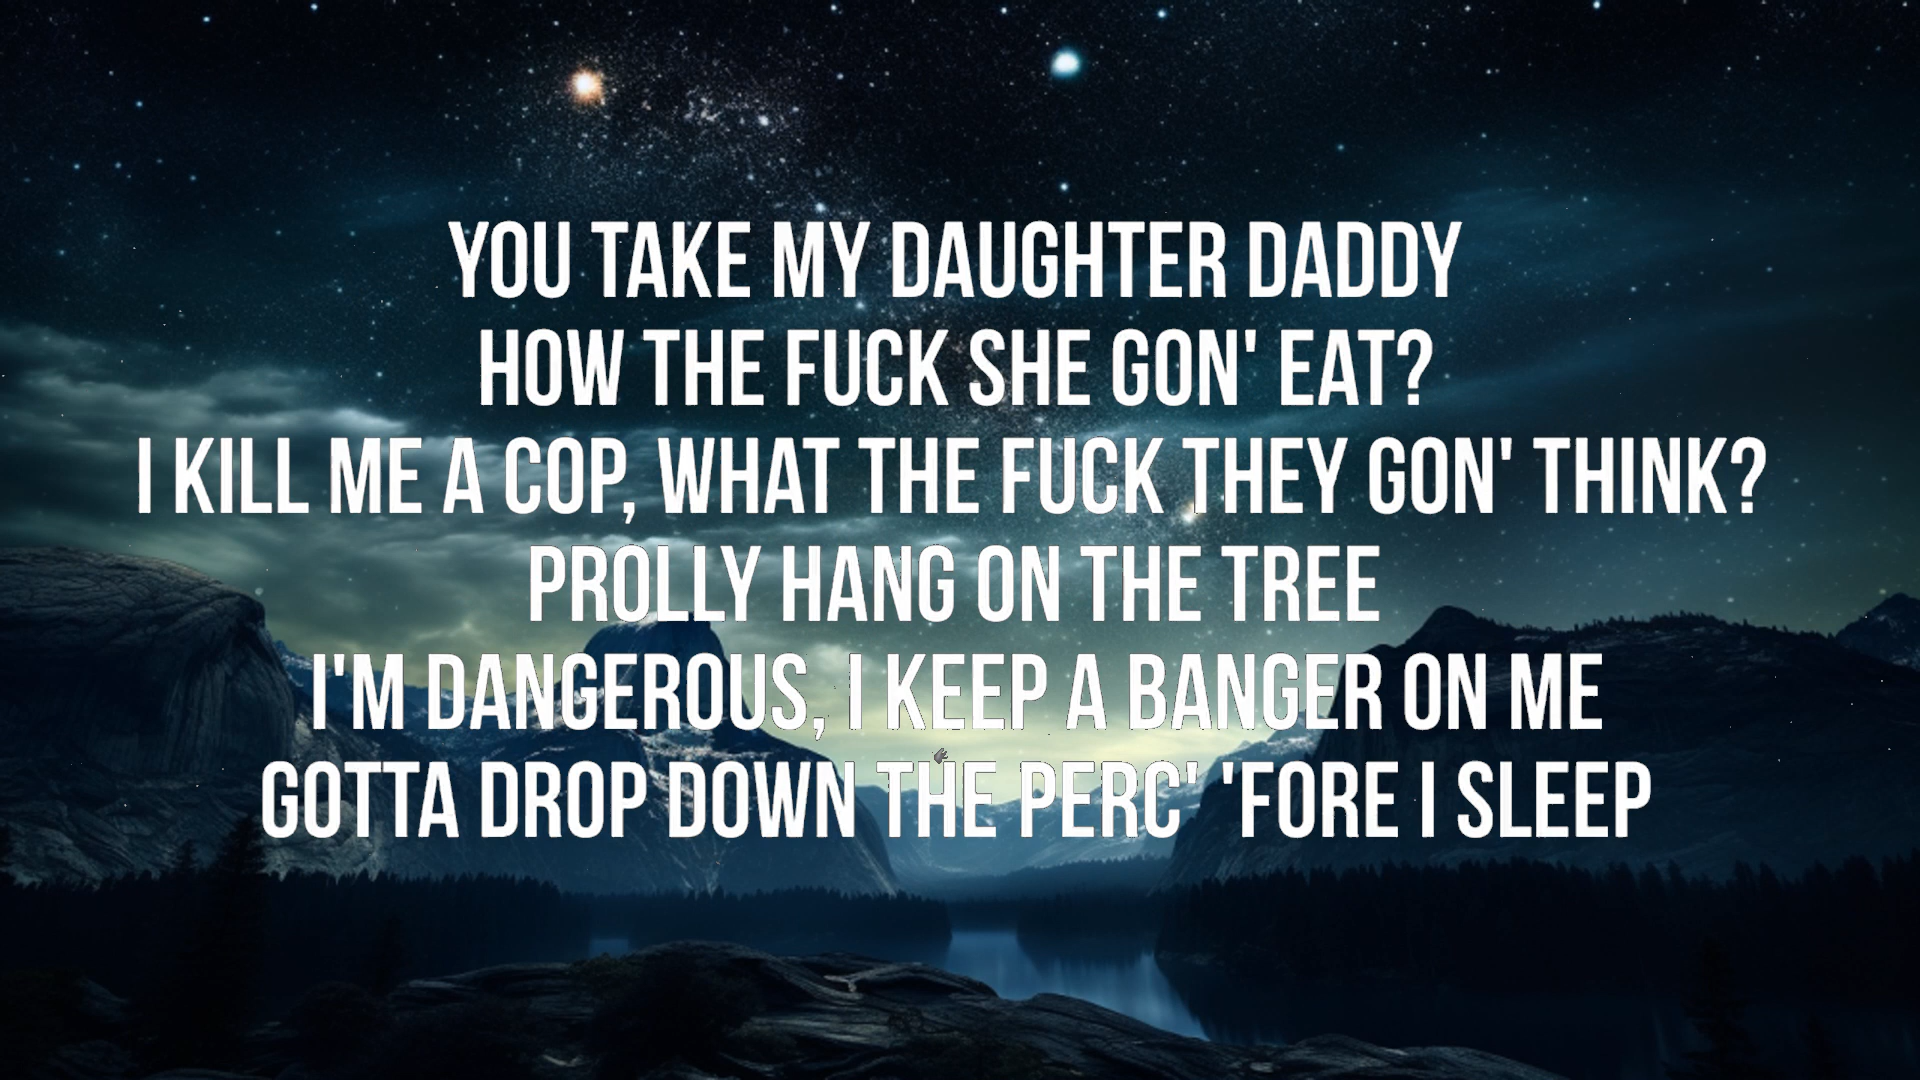 YOU TAKE MY DAUGHTER DADDY
HOW THE FUCK SHE GON' EAT?
I KILL ME A COP, WHAT THE FUCK THEY GON' THINK?
PROLLY HANG ON THE TREE
I'M DANGEROUS, I KEEP A BANGER ON ME
GOTTA DROP DOWN THE PERC' 'FORE I SLEEP